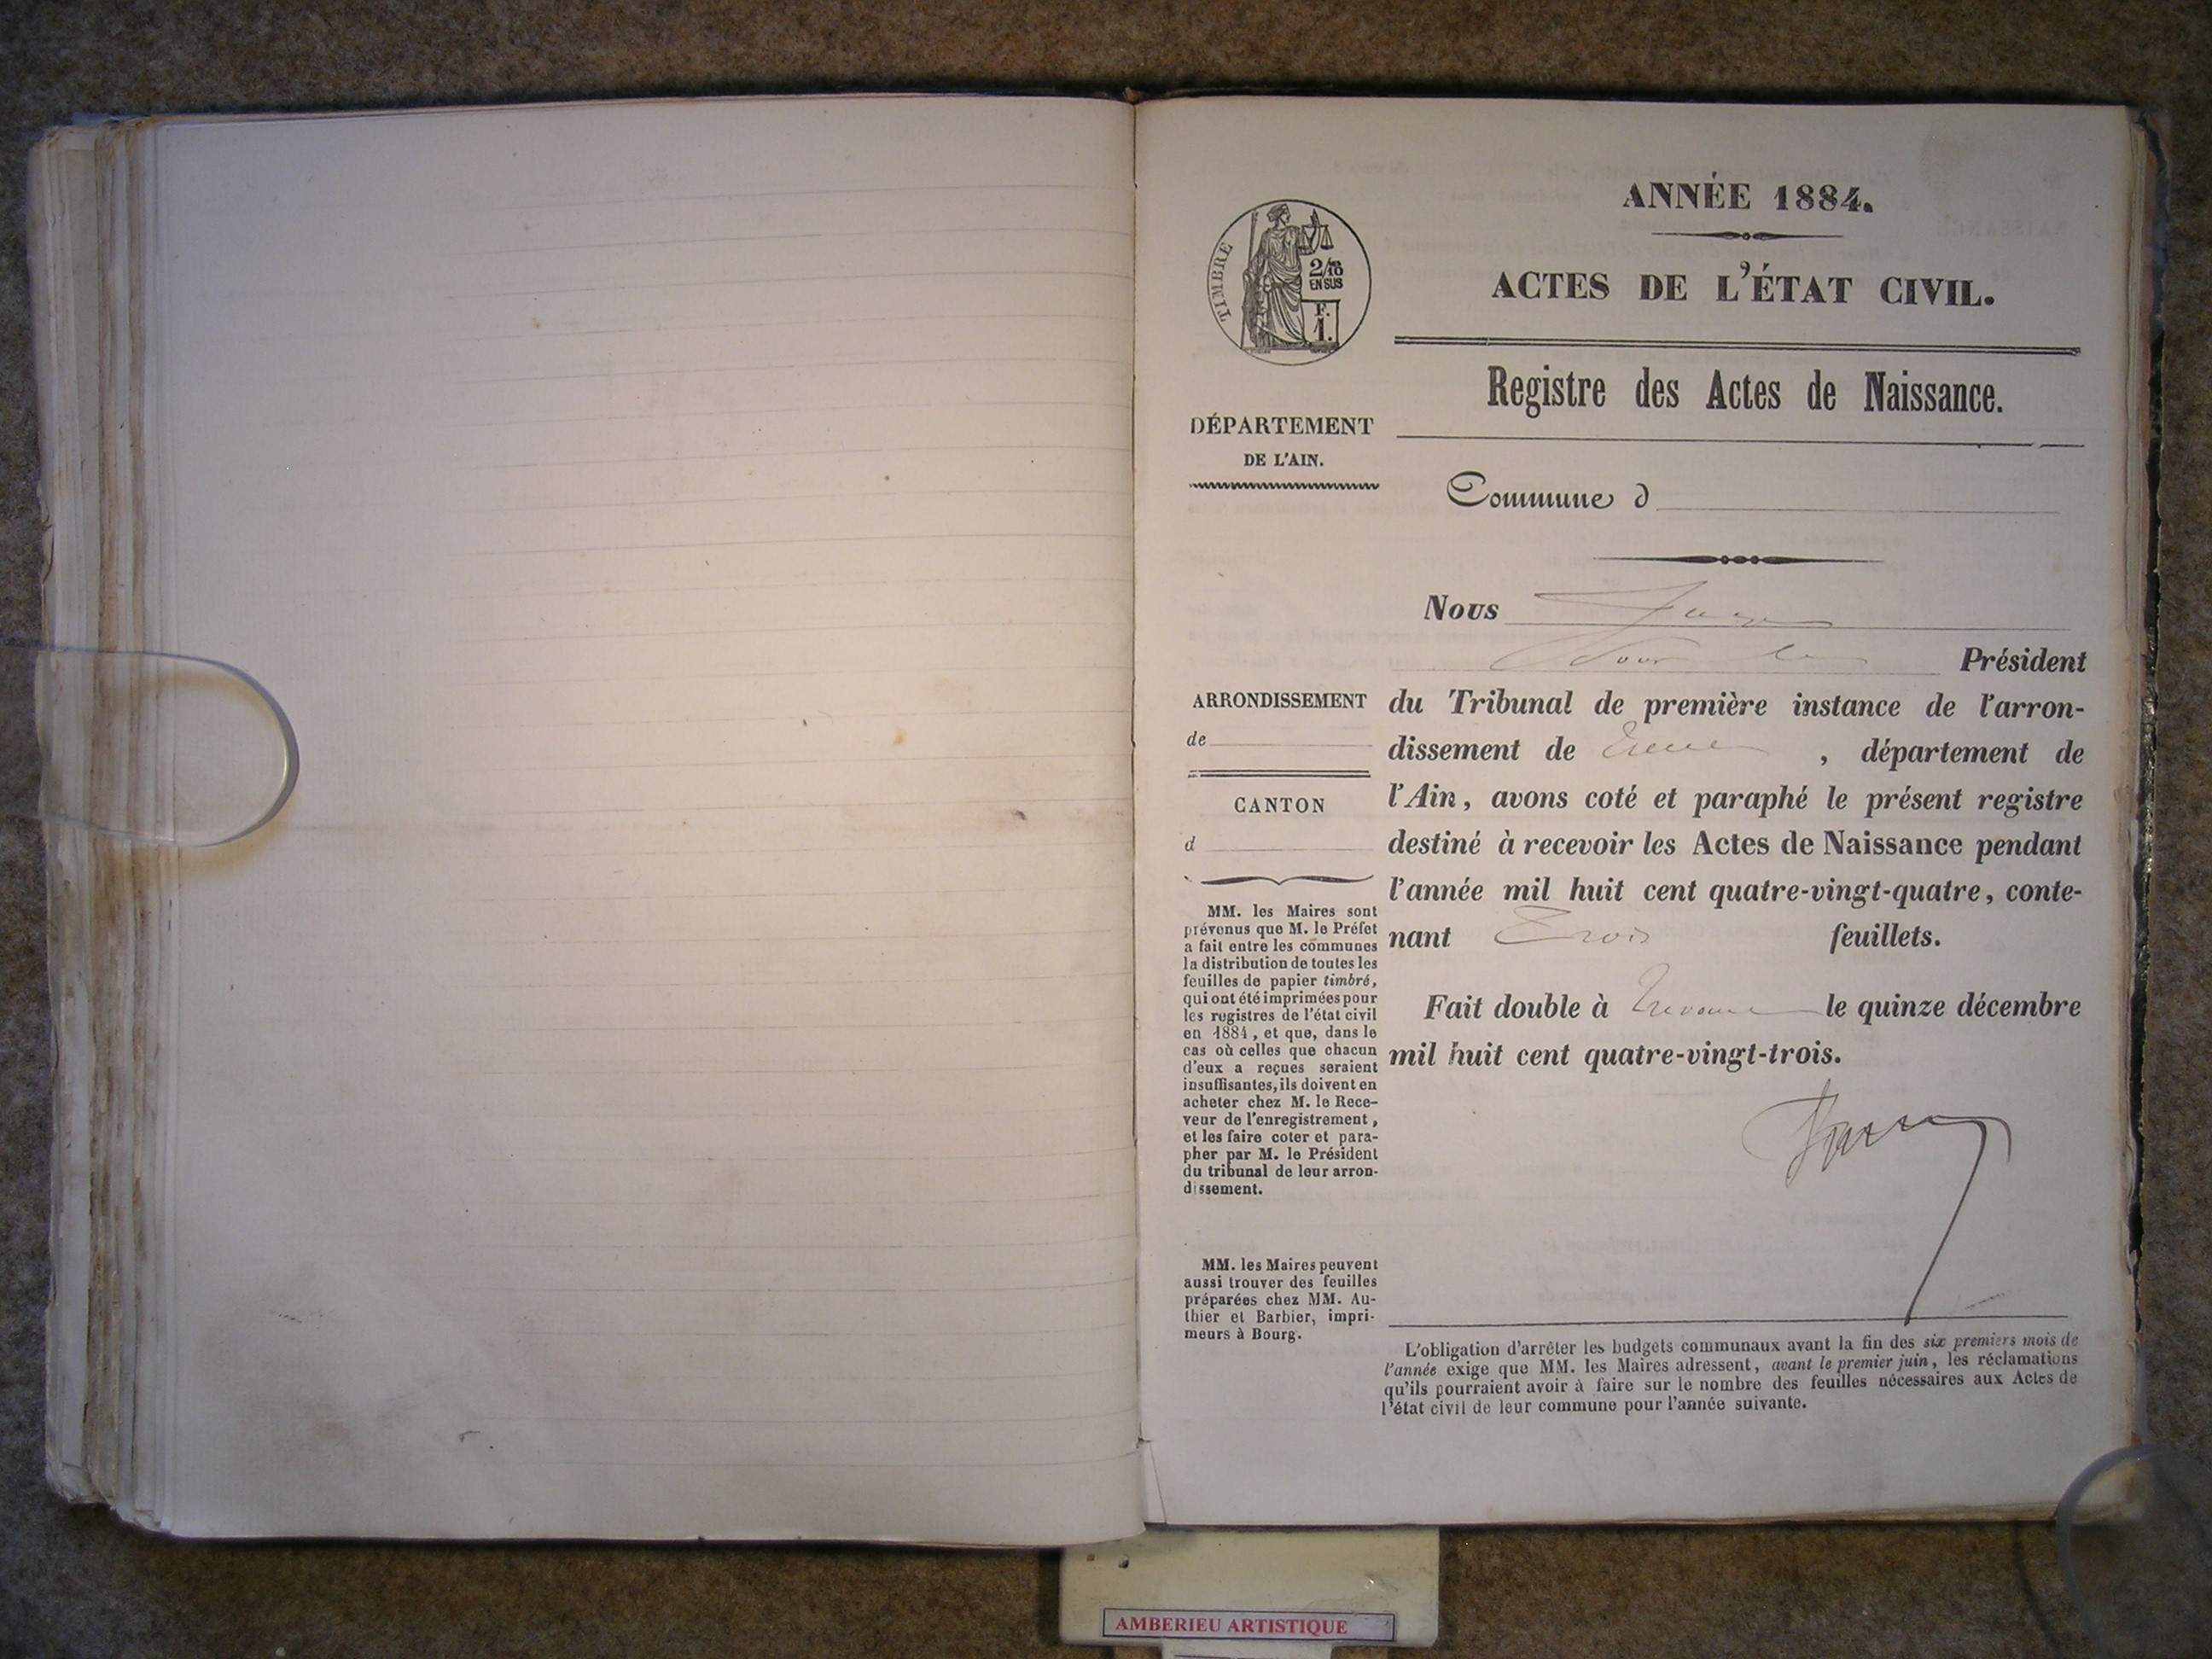 ANNÉE 1884.
ACTES DE L'ÉTAT CIVIL.
Registre des Actes de Naissance.
Commune d
TIMBRE
2/10
EN SUS
F.
1.
DÉPARTEMENT
DE L'AIN.
ARRONDISSEMENT
de
CANTON
d
MM. les Maires sont
prévenus que M. le Préfet
a fait entre les communes
la distribution de toutes les
feuilles de papier timbré,
qui ont été imprimées pour
les registres de l'état civil
en 1884, et que, dans le
cas où celles que chacun
d'eux a reçues seraient
insuffisantes, ils doivent en
acheter chez M. le Rece-
veur de l'enregistrement,
et les faire coter et para-
pher par M. le Président
du tribunal de leur arron-
dissement.
MM. les Maires peuvent
aussi trouver des feuilles
préparées chez MM. Au-
thier et Barbier, impri-
meurs à Bourg.
Nous
Pour le Président
du Tribunal de première instance de l'arron-
dissement de , département de
l'Ain, avons coté et paraphé le présent registre
destiné à recevoir les Actes de Naissance pendant
l'année mil huit cent quatre-vingt-quatre, conte-
nant Trois feuillets.
Fait double à Trévoux le quinze décembre
mil huit cent quatre-vingt-trois.
L'obligation d'arrêter les budgets communaux avant la fin des six premiers mois de
l'année exige que MM. les Maires adressent, avant le premier juin, les réclamations
qu'ils pourraient avoir à faire sur le nombre des feuilles nécessaires aux Actes de
l'état civil de leur commune pour l'année suivante.
AMBERIEU ARTISTIQUE